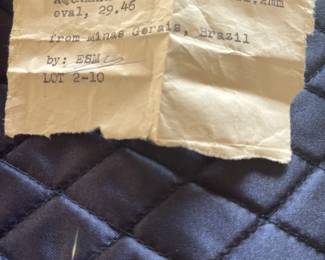 oval, 29.46
from Minas Gerais, Brazil
by: ESM
LOT 2-10